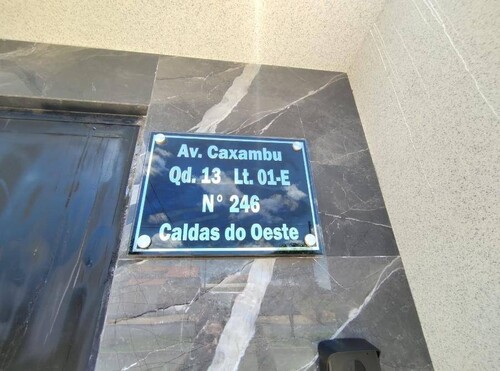 Av. Caxambu
Qd. 13 Lt. 01-E
N° 246
Caldas do Oeste